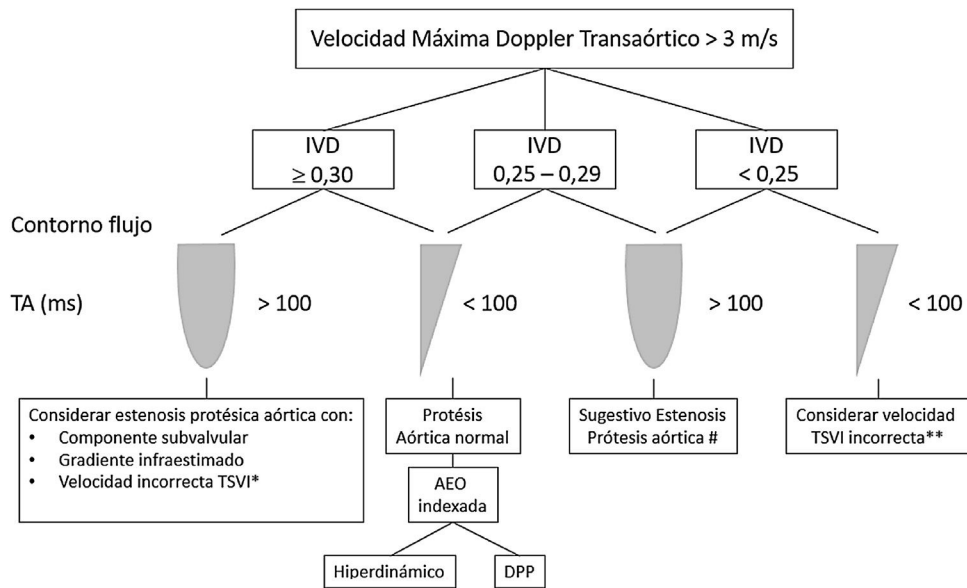 Velocidad Máxima Doppler Transaórtico > 3 m/s
IVD
≥ 0,30
IVD
0,25 – 0,29
IVD
< 0,25
Contorno flujo
TA (ms)
> 100
< 100
> 100
< 100
Considerar estenosis protésica aórtica con:
• Componente subvalvular
• Gradiente infraestimado
• Velocidad incorrecta TSVI*
Protésis
Aórtica normal
Sugestivo Estenosis
Prótesis aórtica #
Considerar velocidad
TSVI incorrecta**
AEO
indexada
Hiperdinámico
DPP